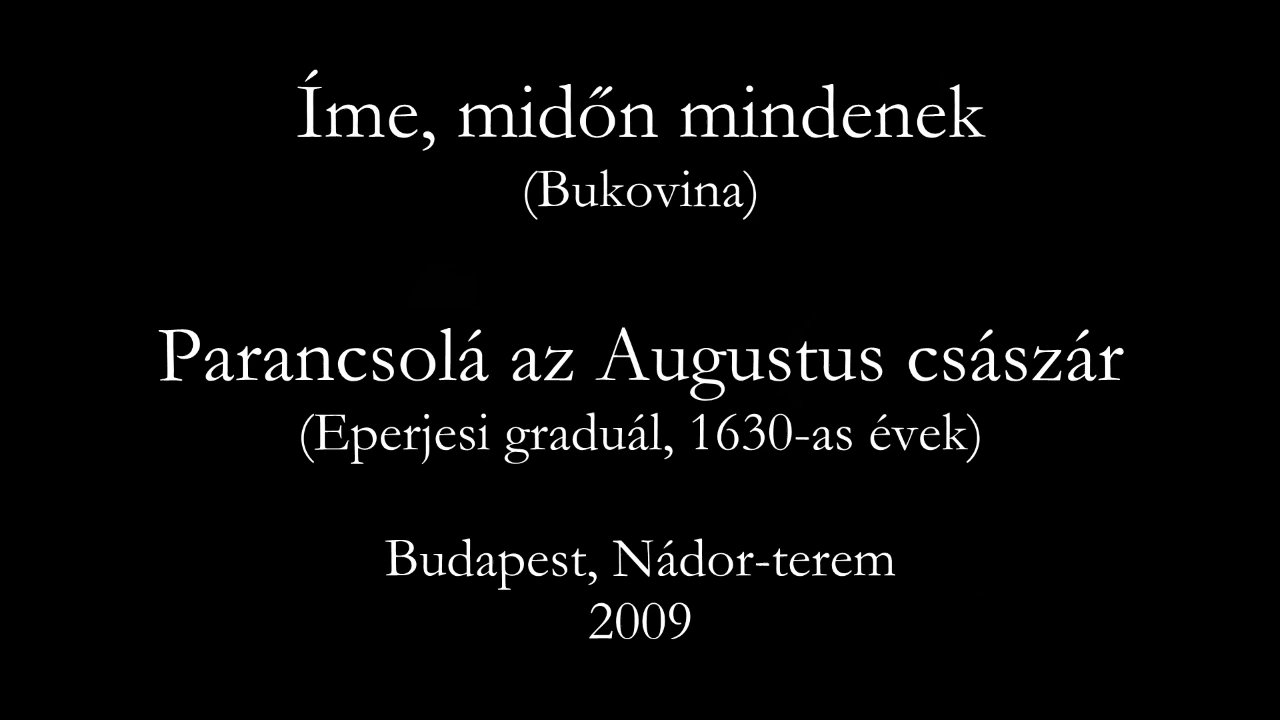 Íme, midőn mindenek
(Bukovina)
Parancsolá az Augustus császár
(Eperjesi graduál, 1630-as évek)
Budapest, Nádor-terem
2009